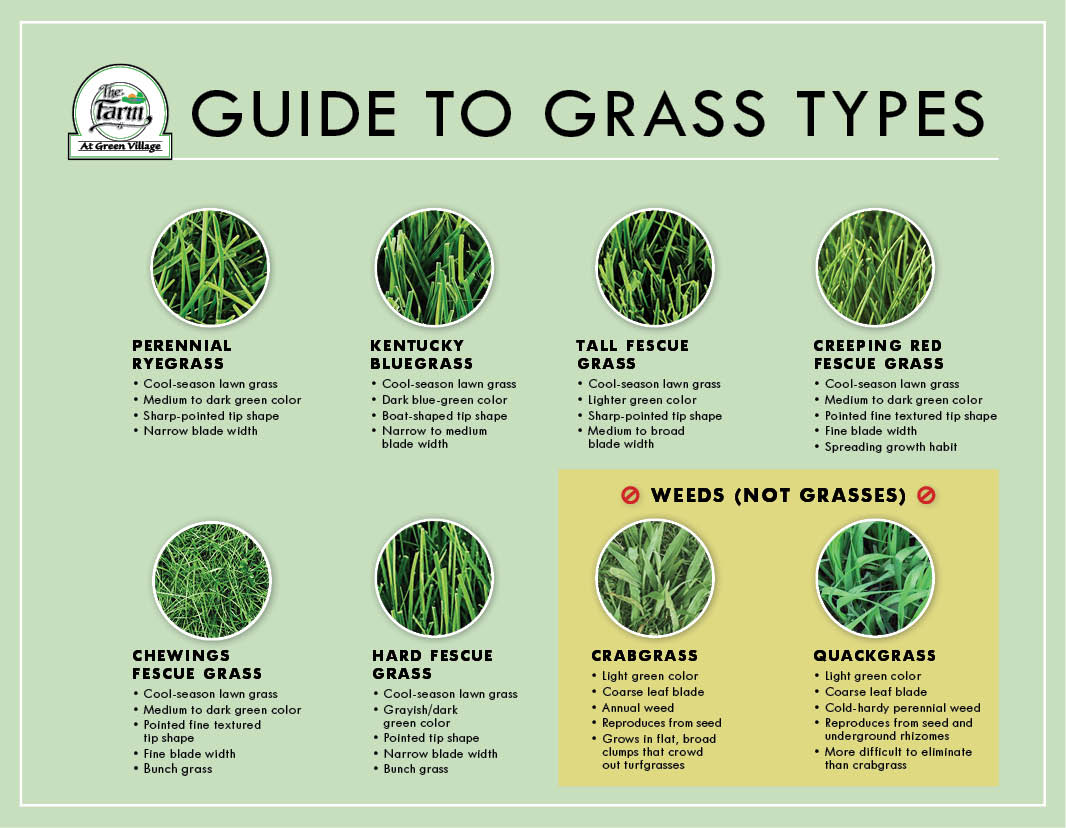 The
Farm
At Green Village
GUIDE TO GRASS TYPES
PERENNIAL
RYEGRASS
• Cool-season lawn grass
• Medium to dark green color
• Sharp-pointed tip shape
• Narrow blade width
KENTUCKY
BLUEGRASS
• Cool-season lawn grass
• Dark blue-green color
• Boat-shaped tip shape
• Narrow to medium
blade width
TALL FESCUE
GRASS
• Cool-season lawn grass
• Lighter green color
• Sharp-pointed tip shape
• Medium to broad
blade width
CREEPING RED
FESCUE GRASS
• Cool-season lawn grass
• Medium to dark green color
• Pointed fine textured tip shape
• Fine blade width
• Spreading growth habit
CHEWINGS
FESCUE GRASS
• Cool-season lawn grass
• Medium to dark green color
• Pointed fine textured
tip shape
• Fine blade width
• Bunch grass
HARD FESCUE
GRASS
• Cool-season lawn grass
• Grayish/dark
green color
• Pointed tip shape
• Narrow blade width
• Bunch grass
WEEDS (NOT GRASSES)
CRABGRASS
• Light green color
• Coarse leaf blade
• Annual weed
• Reproduces from seed
• Grows in flat, broad
clumps that crowd
out turfgrasses
QUACKGRASS
• Light green color
• Coarse leaf blade
• Cold-hardy perennial weed
• Reproduces from seed and
underground rhizomes
• More difficult to eliminate
than crabgrass